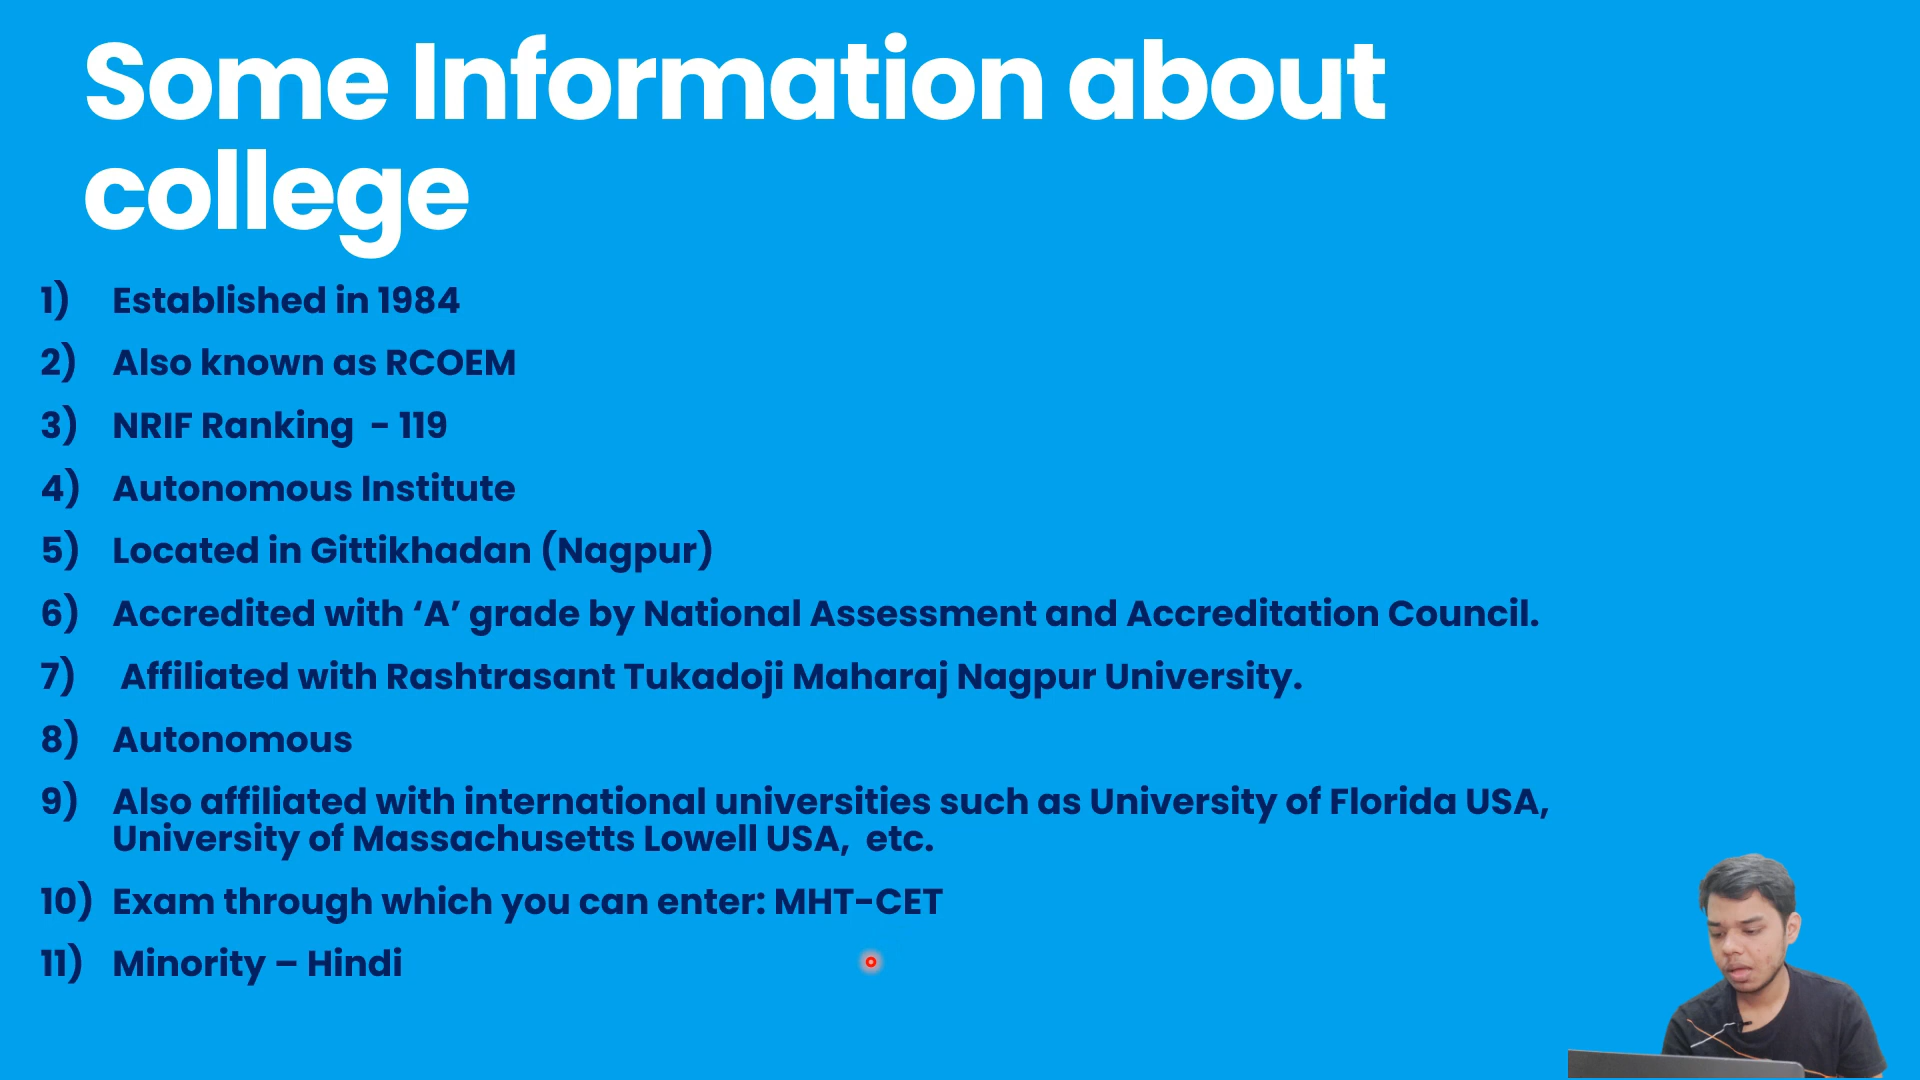 Some Information about
college
1) Established in 1984
2) Also known as RCOEM
3) NRIF Ranking  - 119
4) Autonomous Institute
5) Located in Gittikhadan (Nagpur)
6) Accredited with ‘A’ grade by National Assessment and Accreditation Council.
7) Affiliated with Rashtrasant Tukadoji Maharaj Nagpur University.
8) Autonomous
9) Also affiliated with international universities such as University of Florida USA,
University of Massachusetts Lowell USA,  etc.
10) Exam through which you can enter: MHT-CET
11) Minority – Hindi